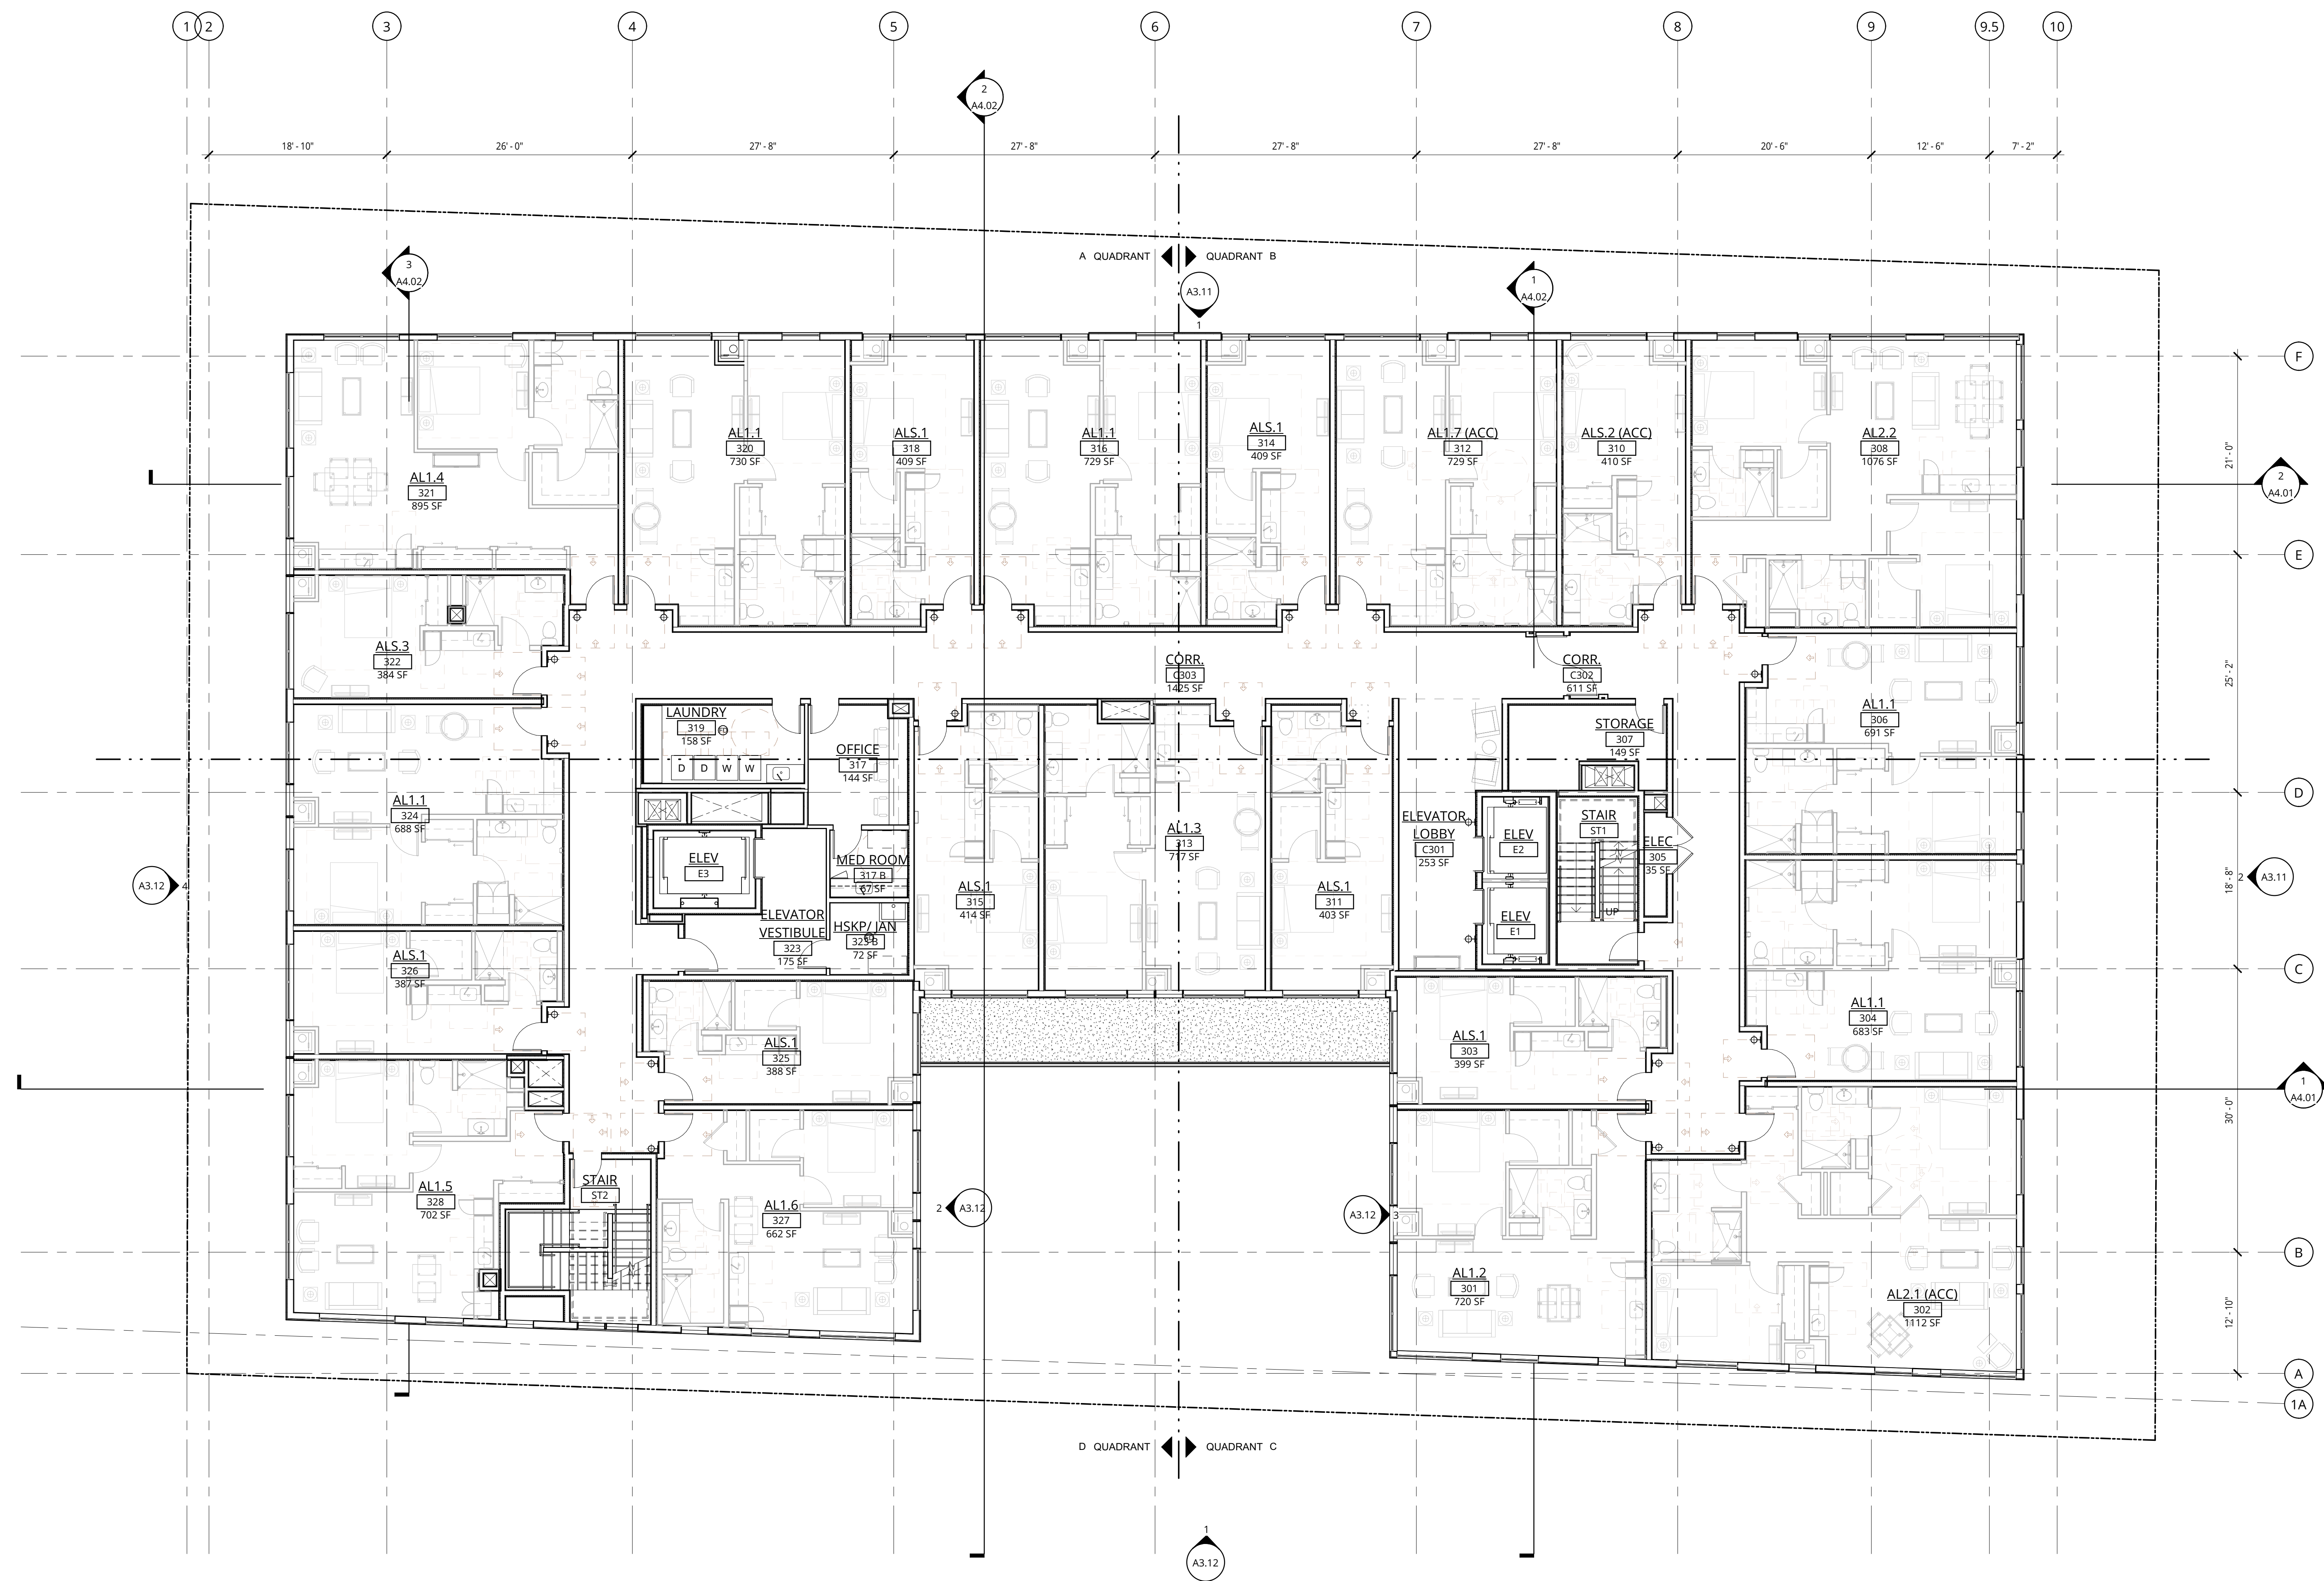 1
2
3
4
5
6
7
8
9
9.5
10
2
A4.02
18' - 10"
26' - 0"
27' - 8"
27' - 8"
27' - 8"
27' - 8"
20' - 6"
12' - 6"
7' - 2"
A QUADRANT
QUADRANT B
3
A4.02
A3.11
1
1
A4.02
F
AL1.4
321
895 SF
AL1.1
320
730 SF
ALS.1
318
409 SF
AL1.1
316
729 SF
ALS.1
314
409 SF
AL1.7 (ACC)
312
729 SF
ALS.2 (ACC)
310
410 SF
AL2.2
308
1076 SF
21' - 0"
2
A4.01
E
ALS.3
322
384 SF
CORR.
C303
1425 SF
CORR.
C302
611 SF
25' - 2"
LAUNDRY
319
158 SF
FD
D D W W
OFFICE
317
144 SF
STORAGE
307
149 SF
AL1.1
306
691 SF
D
AL1.1
324
688 SF
ELEV
E3
MED ROOM
317 B
67 SF
AL1.3
313
717 SF
ELEVATOR
LOBBY
C301
253 SF
ELEV
E2
STAIR
ST1
ELEC.
305
35 SF
A3.12
4
ALS.1
315
414 SF
ALS.1
311
403 SF
ELEV
E1
UP
18' - 8"
2
A3.11
ELEVATOR
VESTIBULE
323
175 SF
HSKP/ JAN
323 B
72 SF
ALS.1
326
387 SF
C
AL1.1
304
683 SF
ALS.1
325
388 SF
ALS.1
303
399 SF
30' - 0"
1
A4.01
AL1.5
328
702 SF
STAIR
ST2
AL1.6
327
662 SF
2
A3.12
A3.12
3
B
AL1.2
301
720 SF
AL2.1 (ACC)
302
1112 SF
12' - 10"
A
1A
D QUADRANT
QUADRANT C
1
A3.12